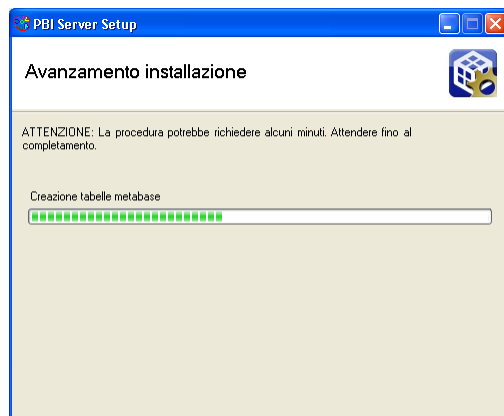 PBI Server Setup
Avanzamento installazione
ATTENZIONE: La procedura potrebbe richiedere alcuni minuti. Attendere fino al
completamento.
Creazione tabelle metabase